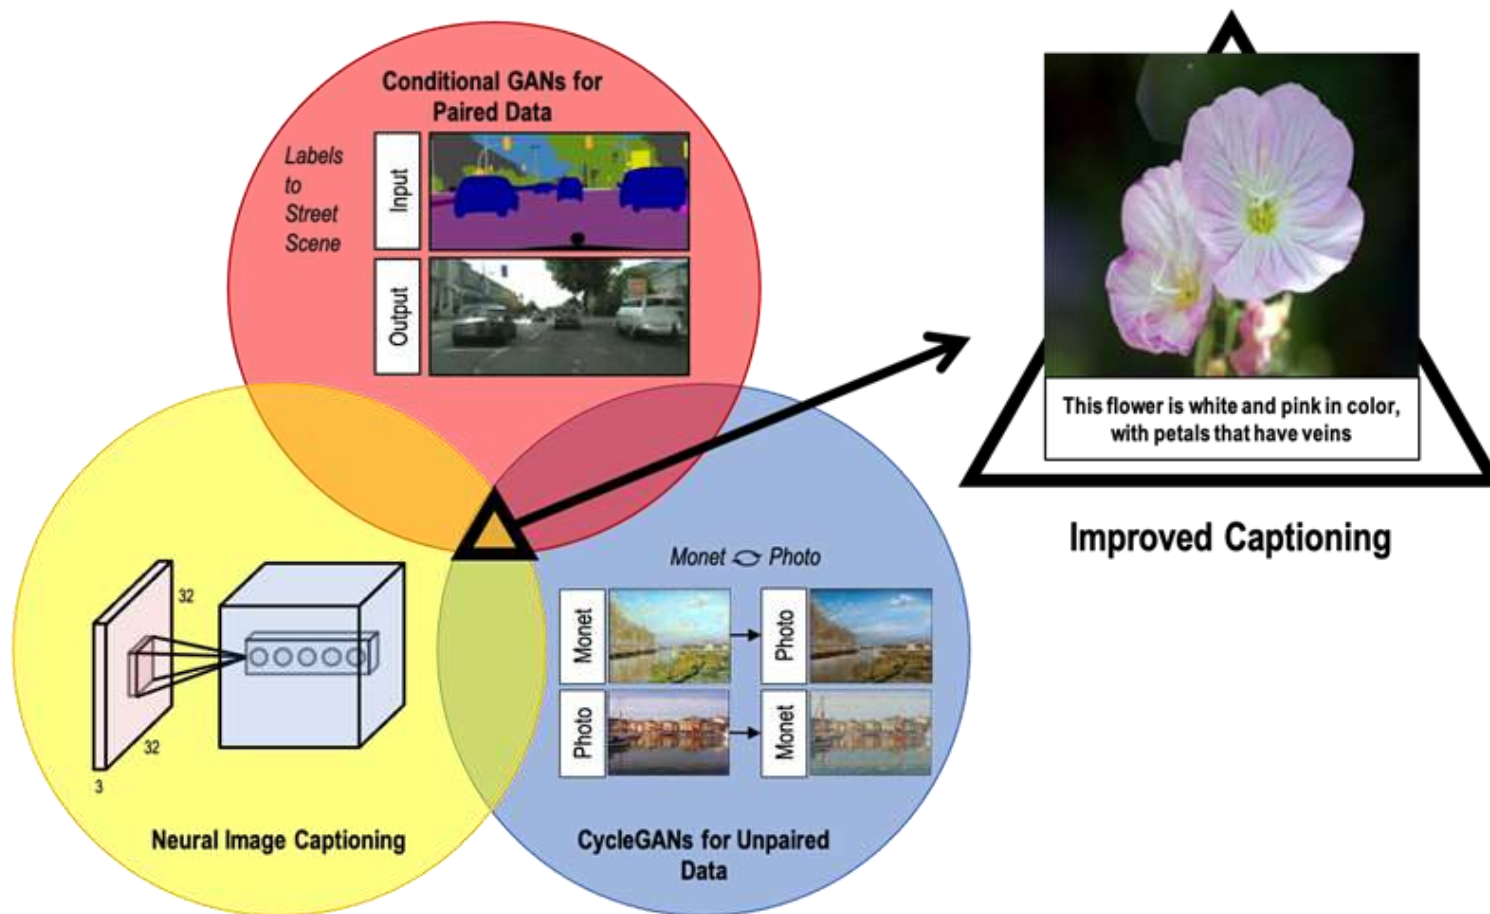 Conditional GANs for
Paired Data
Labels
to
Street
Scene
Input
Output
This flower is white and pink in color,
with petals that have veins
Improved Captioning
32
32
3
Neural Image Captioning
Monet Photo
Monet
Photo
Photo
Monet
CycleGANs for Unpaired
Data